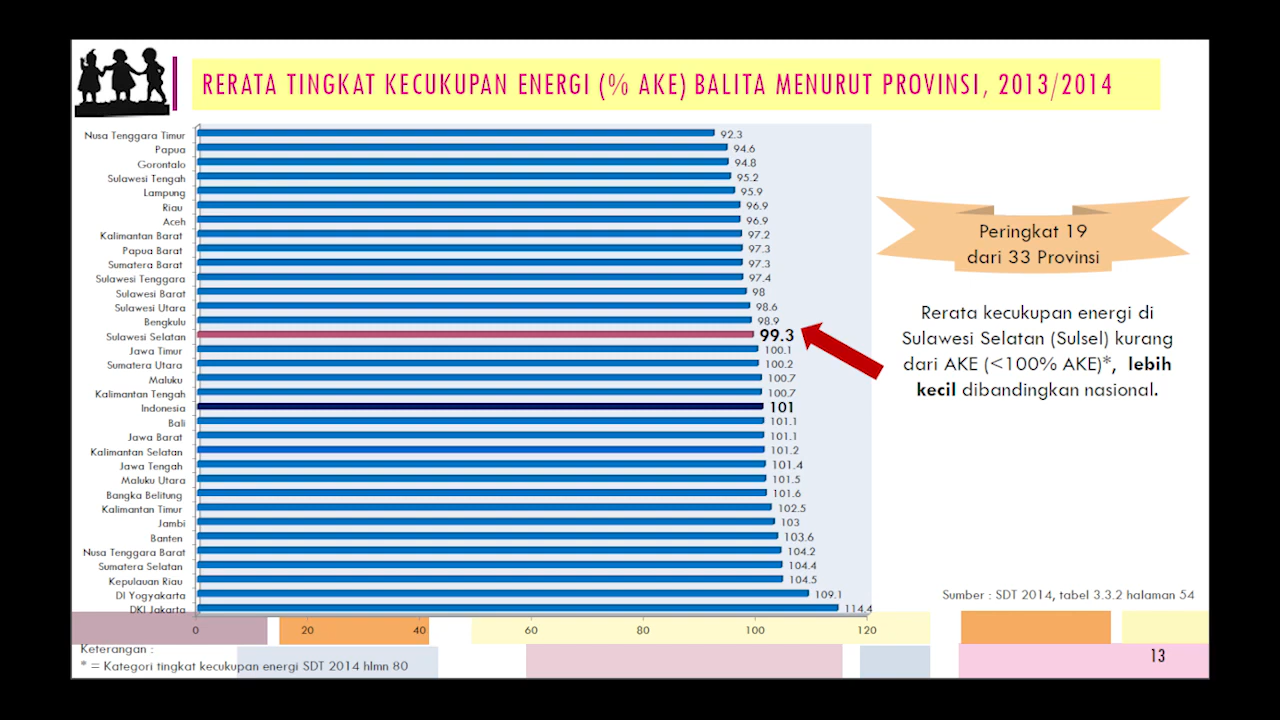 RERATA TINGKAT KECUKUPAN ENERGI (% AKE) BALITA MENURUT PROVINSI, 2013/2014
Nusa Tenggara Timur 92.3
Papua 94.6
Gorontalo 94.8
Sulawesi Tengah 95.2
Lampung 95.9
Riau 96.9
Aceh 96.9
Kalimantan Barat 97.2
Papua Barat 97.3
Sumatera Barat 97.3
Sulawesi Tenggara 97.4
Sulawesi Barat 98
Sulawesi Utara 98.6
Bengkulu 98.9
Sulawesi Selatan 99.3
Jawa Timur 100.1
Sumatera Utara 100.2
Maluku 100.7
Kalimantan Tengah 100.7
Indonesia 101
Bali 101.1
Jawa Barat 101.1
Kalimantan Selatan 101.2
Jawa Tengah 101.4
Maluku Utara 101.5
Bangka Belitung 101.6
Kalimantan Timur 102.5
Jambi 103
Banten 103.6
Nusa Tenggara Barat 104.2
Sumatera Selatan 104.4
Kepulauan Riau 104.5
DI Yogyakarta 109.1
DKI Jakarta 114.4
0 20 40 60 80 100 120
Peringkat 19
dari 33 Provinsi
Rerata kecukupan energi di
Sulawesi Selatan (Sulsel) kurang
dari AKE (<100% AKE)*, lebih
kecil dibandingkan nasional.
Sumber : SDT 2014, tabel 3.3.2 halaman 54
Keterangan :
* = Kategori tingkat kecukupan energi SDT 2014 hlmn 80
13